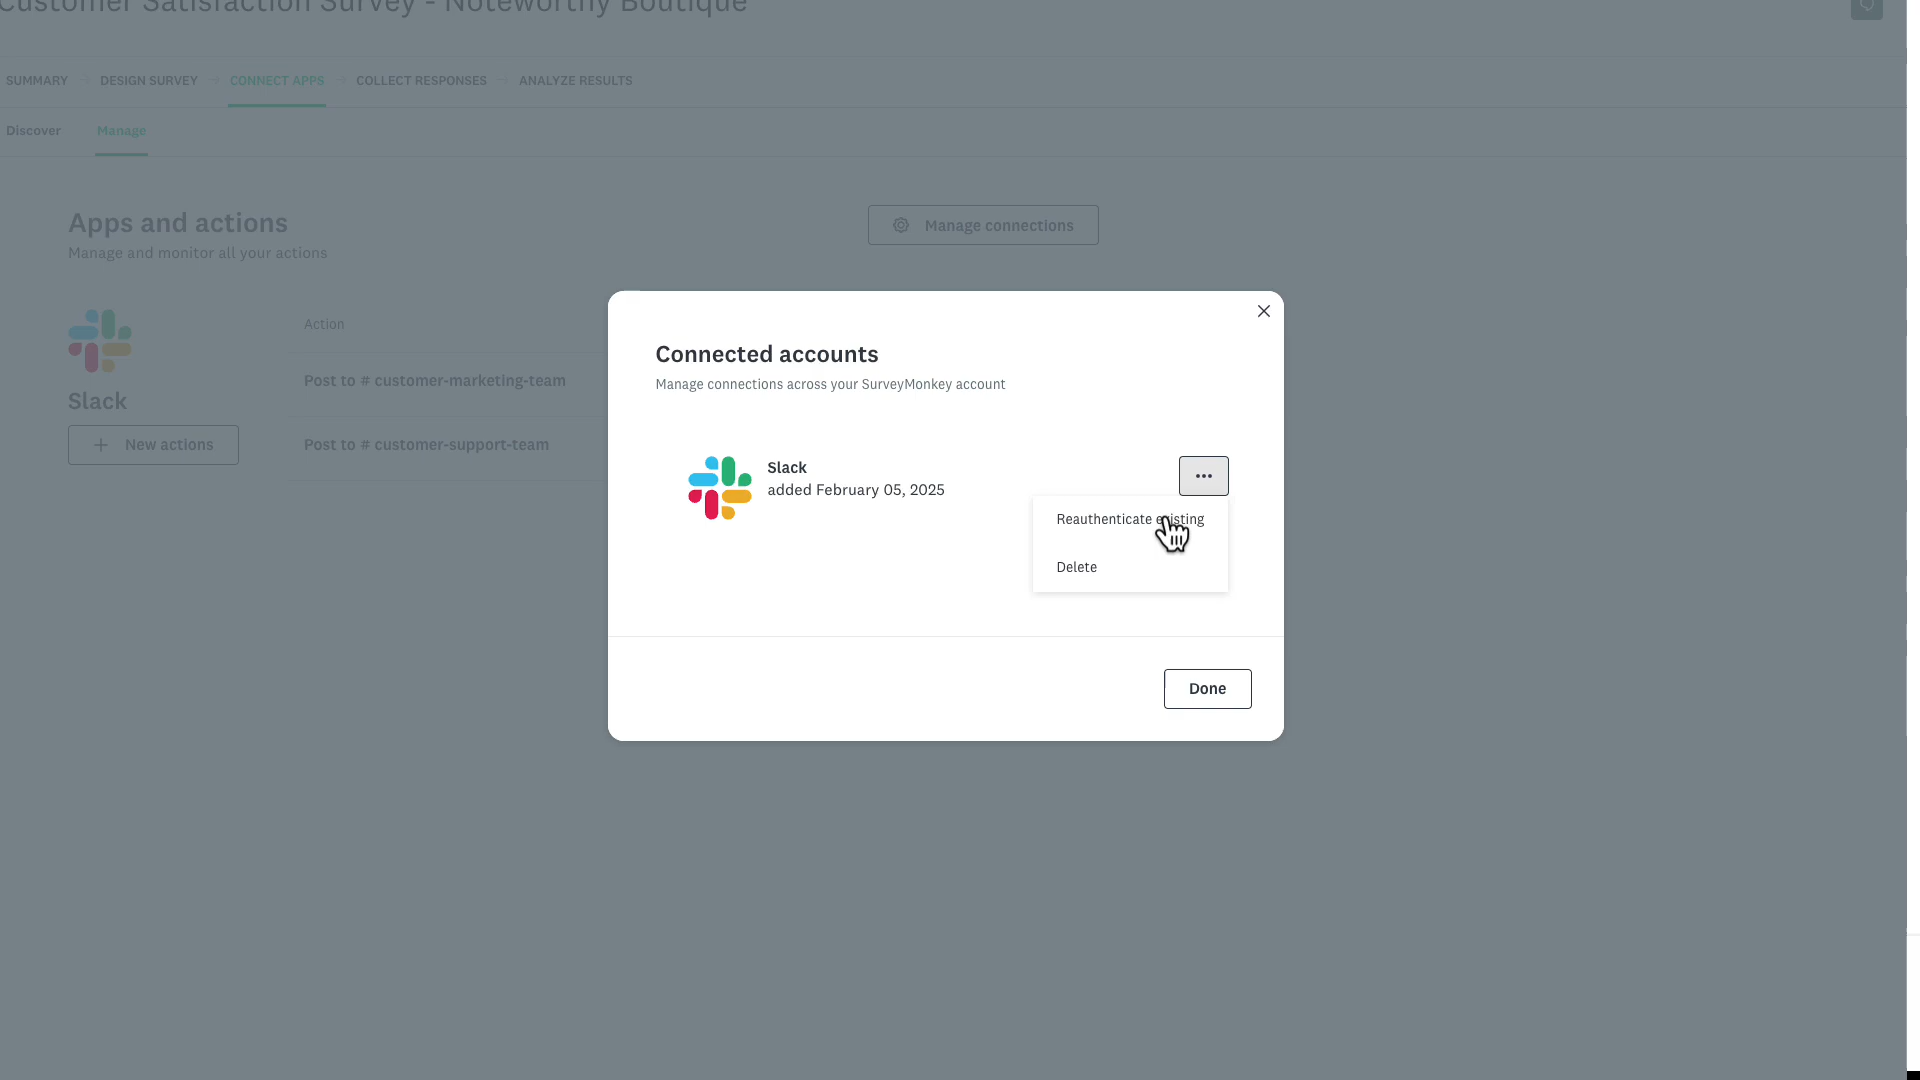 Customer Satisfaction Survey - Noteworthy Boutique
SUMMARY
DESIGN SURVEY
CONNECT APPS
COLLECT RESPONSES
ANALYZE RESULTS
Discover
Manage
Apps and actions
Manage and monitor all your actions
Manage connections
Slack
New actions
Action
Post to # customer-marketing-team
Post to # customer-support-team
Connected accounts
Manage connections across your SurveyMonkey account
Slack
added February 05, 2025
Reauthenticate existing
Delete
Done